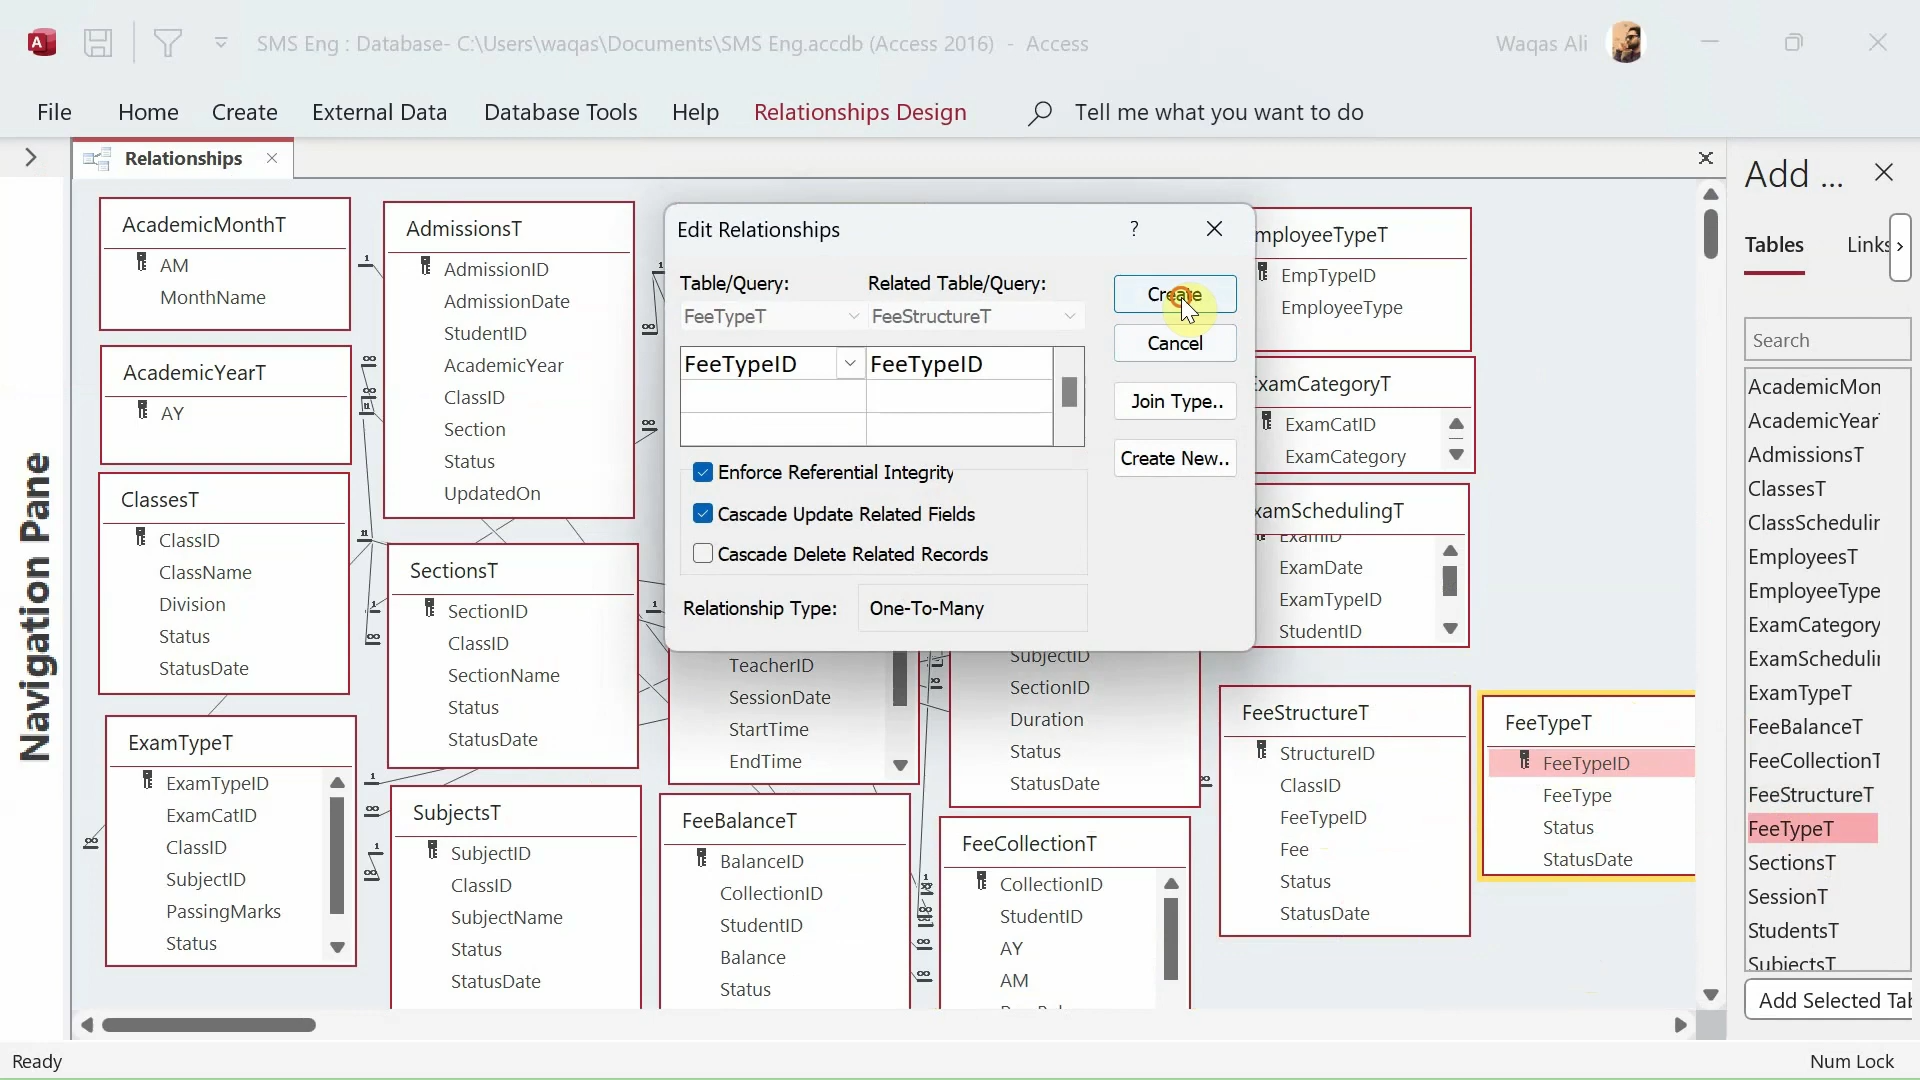 A
SMS Eng : Database- C:\Users\waqas\Documents\SMS Eng.accdb (Access 2016) - Access
Waqas Ali
File Home Create External Data Database Tools Help Relationships Design Tell me what you want to do
Relationships
Navigation Pane
AcademicMonthT
AM
MonthName
AcademicYearT
AY
ClassesT
ClassID
ClassName
Division
Status
StatusDate
ExamTypeT
ExamTypeID
ExamCatID
ClassID
SubjectID
PassingMarks
Status
AdmissionsT
AdmissionID
AdmissionDate
StudentID
AcademicYear
ClassID
Section
Status
UpdatedOn
SectionsT
SectionID
ClassID
SectionName
Status
StatusDate
SubjectsT
SubjectID
ClassID
SubjectName
Status
StatusDate
Edit Relationships
?
Table/Query: Related Table/Query:
FeeTypeT FeeStructureT
FeeTypeID FeeTypeID
Enforce Referential Integrity
Cascade Update Related Fields
Cascade Delete Related Records
Relationship Type: One-To-Many
Create
Cancel
Join Type..
Create New..
TeacherID
SessionDate
StartTime
EndTime
FeeBalanceT
BalanceID
CollectionID
StudentID
Balance
Status
SubjectID
SectionID
Duration
Status
StatusDate
FeeCollectionT
CollectionID
StudentID
AY
AM
mployeeTypeT
EmpTypeID
EmployeeType
xamCategoryT
ExamCatID
ExamCategory
xamSchedulingT
ExamID
ExamDate
ExamTypeID
StudentID
FeeStructureT
StructureID
ClassID
FeeTypeID
Fee
Status
StatusDate
FeeTypeT
FeeTypeID
FeeType
Status
StatusDate
Add ...
Tables Links
Search
AcademicMon
AcademicYear
AdmissionsT
ClassesT
ClassSchedulin
EmployeesT
EmployeeType
ExamCategory
ExamSchedulin
ExamTypeT
FeeBalanceT
FeeCollectionT
FeeStructureT
FeeTypeT
SectionsT
SessionT
StudentsT
SubjectsT
Add Selected Tab
Ready
Num Lock